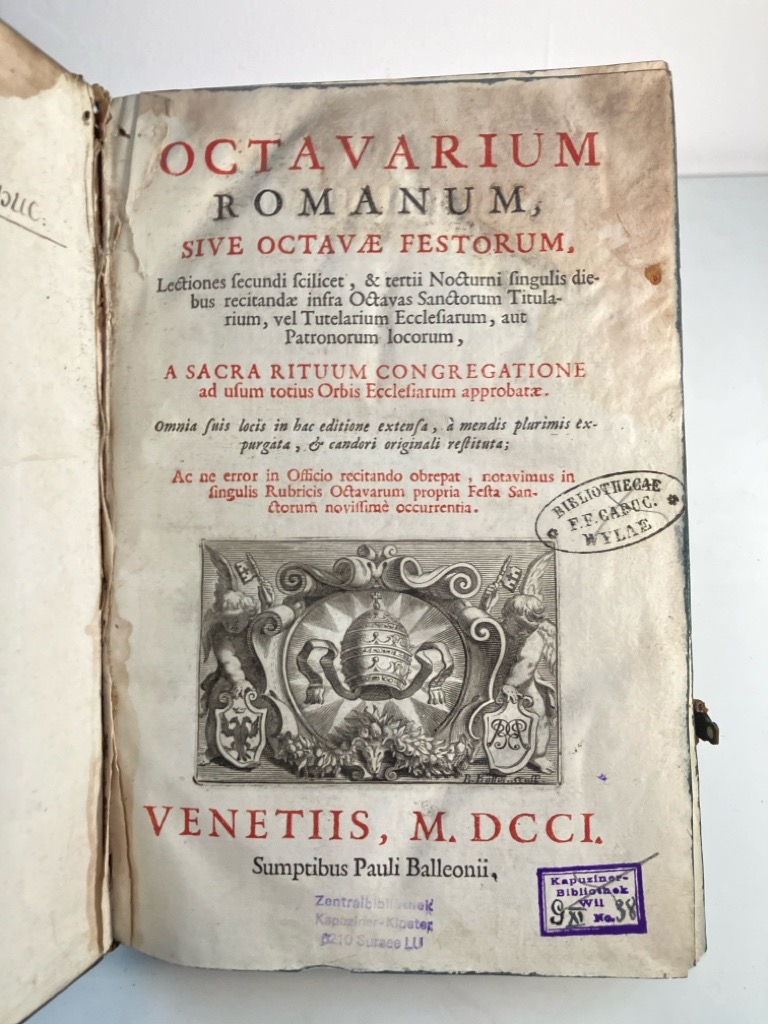 OCTAVARIUM
ROMANUM,
SIVE OCTAVÆ FESTORUM,
Lectiones ſecundi ſcilicet, & tertii Nocturni ſingulis die-
bus recitandæ infra Octavas Sanctorum Titula-
rium, vel Tutelarium Eccleſiarum, aut
Patronorum locorum,
A SACRA RITUUM CONGREGATIONE
ad uſum totius Orbis Eccleſiarum approbatæ.
Omnia ſuis locis in hac editione extenſa, à mendis plurimis ex-
purgata, & candori originali reſtituta;
Ac ne error in Officio recitando obrepat, notavimus in
ſingulis Rubricis Octavarum propria Feſta San-
ctorum noviſſimè occurrentia.
BIBLIOTHECAE
F.F. CAPUC.
WYLAE
VENETIIS, M. DCCI.
Sumptibus Pauli Balleonii,
Zentralbibliothek
Kapuziner-Kloster
6210 Sursee LU
Kapuziner-
Bibliothek
Wil
9 XI No. 38